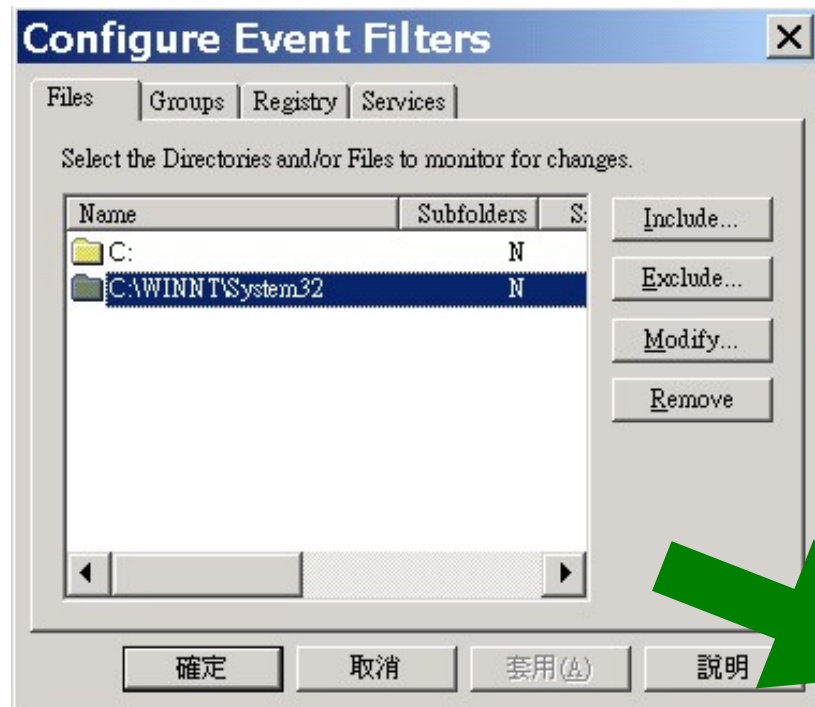 Configure Event Filters
Files Groups Registry Services
Select the Directories and/or Files to monitor for changes.
Name Subfolders S:
C: N
C:\WINNT\System32 N
Include...
Exclude...
Modify...
Remove
確定 取消 套用(A) 説明